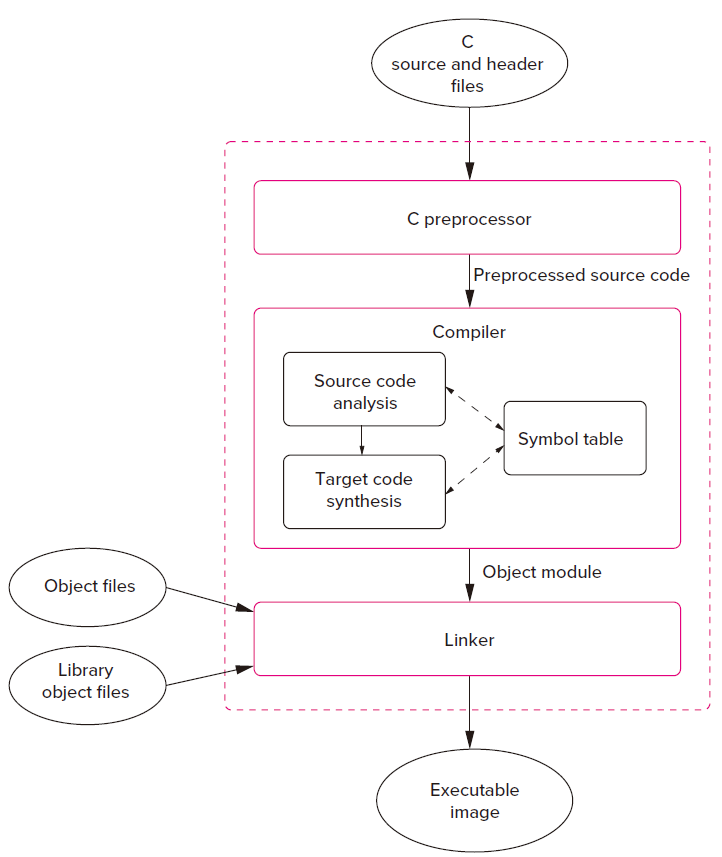 C
source and header
files
C preprocessor
Preprocessed source code
Compiler
Source code
analysis
Symbol table
Target code
synthesis
Object module
Object files
Linker
Library
object files
Executable
image